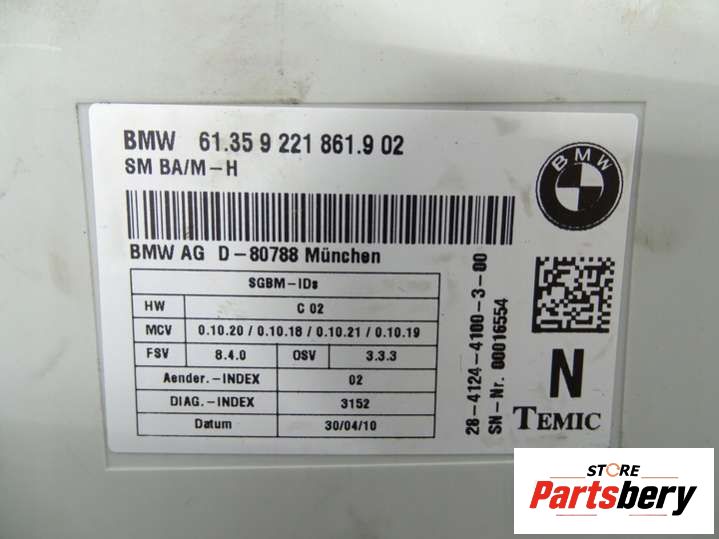 BMW 61.35 9 221 861.9 02
SM BA/M-H
BMW AG D-80788 München
BMW
SGBM-IDs
HW C 02
MCV 0.10.20 / 0.10.18 / 0.10.21 / 0.10.19
FSV 8.4.0 OSV 3.3.3
Aender.-INDEX 02
DIAG.-INDEX 3152
Datum 30/04/10
28-4124-4100-3-00
SN-Nr. 00016554
N
TEMIC
STORE
Partsbery